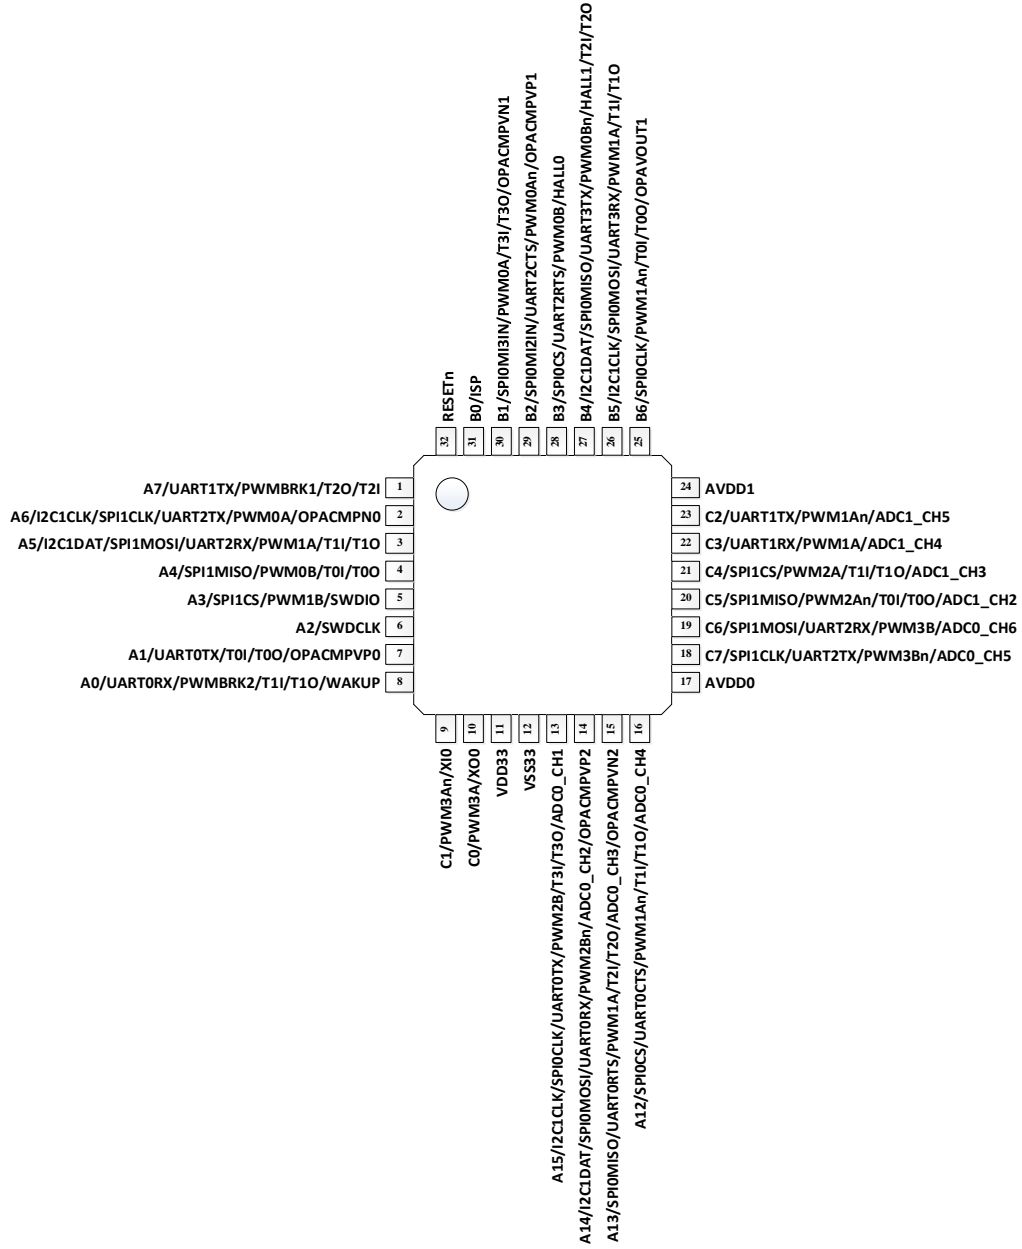 B1/SPI0MI3IN/PWM0A/T3I/T3O/OPACMPVN1
B2/SPI0MI2IN/UART2CTS/PWM0An/OPACMPVP1
B3/SPI0CS/UART2RTS/PWM0B/HALL0
B4/I2C1DAT/SPI0MISO/UART3TX/PWM0Bn/HALL1/T2I/T2O
B5/I2C1CLK/SPI0MOSI/UART3RX/PWM1A/T1I/T1O
B6/SPI0CLK/PWM1An/T0I/T0O/OPAVOUT1
RESETn
B0/ISP
32
31
30
29
28
27
26
25
A7/UART1TX/PWMBRK1/T2O/T2I 1
A6/I2C1CLK/SPI1CLK/UART2TX/PWM0A/OPACMPN0 2
A5/I2C1DAT/SPI1MOSI/UART2RX/PWM1A/T1I/T1O 3
A4/SPI1MISO/PWM0B/T0I/T0O 4
A3/SPI1CS/PWM1B/SWDIO 5
A2/SWDCLK 6
A1/UART0TX/T0I/T0O/OPACMPVP0 7
A0/UART0RX/PWMBRK2/T1I/T1O/WAKUP 8
24 AVDD1
23 C2/UART1TX/PWM1An/ADC1_CH5
22 C3/UART1RX/PWM1A/ADC1_CH4
21 C4/SPI1CS/PWM2A/T1I/T1O/ADC1_CH3
20 C5/SPI1MISO/PWM2An/T0I/T0O/ADC1_CH2
19 C6/SPI1MOSI/UART2RX/PWM3B/ADC0_CH6
18 C7/SPI1CLK/UART2TX/PWM3Bn/ADC0_CH5
17 AVDD0
9
10
11
12
13
14
15
16
C1/PWM3An/XI0
C0/PWM3A/XO0
VDD33
VSS33
A15/I2C1CLK/SPI0CLK/UART0TX/PWM2B/T3I/T3O/ADC0_CH1
A14/I2C1DAT/SPI0MOSI/UART0RX/PWM2Bn/ADC0_CH2/OPACMPVP2
A13/SPI0MISO/UART0RTS/PWM1A/T2I/T2O/ADC0_CH3/OPACMPVN2
A12/SPI0CS/UART0CTS/PWM1An/T1I/T1O/ADC0_CH4